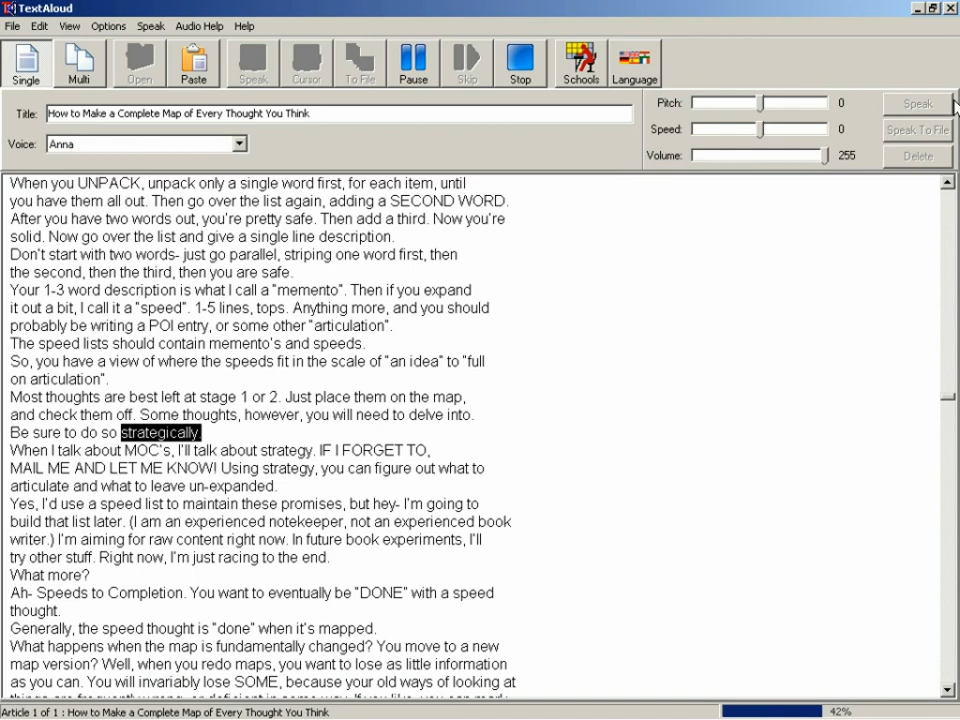 TextAloud
File Edit View Options Speak Audio Help Help
Single Multi Open Paste Speak Cursor To File Pause Skip Stop Schools Language
Title: How to Make a Complete Map of Every Thought You Think
Voice: Anna
Pitch: 0 Speak
Speed: 0 Speak To File
Volume: 255 Delete
When you UNPACK, unpack only a single word first, for each item, until
you have them all out. Then go over the list again, adding a SECOND WORD.
After you have two words out, you're pretty safe. Then add a third. Now you're
solid. Now go over the list and give a single line description.
Don't start with two words- just go parallel, striping one word first, then
the second, then the third, then you are safe.
Your 1-3 word description is what I call a "memento". Then if you expand
it out a bit, I call it a "speed". 1-5 lines, tops. Anything more, and you should
probably be writing a POI entry, or some other "articulation".
The speed lists should contain memento's and speeds.
So, you have a view of where the speeds fit in the scale of "an idea" to "full
on articulation".
Most thoughts are best left at stage 1 or 2. Just place them on the map,
and check them off. Some thoughts, however, you will need to delve into.
Be sure to do so strategically.
When I talk about MOC's, I'll talk about strategy. IF I FORGET TO,
MAIL ME AND LET ME KNOW! Using strategy, you can figure out what to
articulate and what to leave un-expanded.
Yes, I'd use a speed list to maintain these promises, but hey- I'm going to
build that list later. (I am an experienced notekeeper, not an experienced book
writer.) I'm aiming for raw content right now. In future book experiments, I'll
try other stuff. Right now, I'm just racing to the end.
What more?
Ah- Speeds to Completion. You want to eventually be "DONE" with a speed
thought.
Generally, the speed thought is "done" when it's mapped.
What happens when the map is fundamentally changed? You move to a new
map version? Well, when you redo maps, you want to lose as little information
as you can. You will invariably lose SOME, because your old ways of looking at
Article 1 of 1 : How to Make a Complete Map of Every Thought You Think 42%